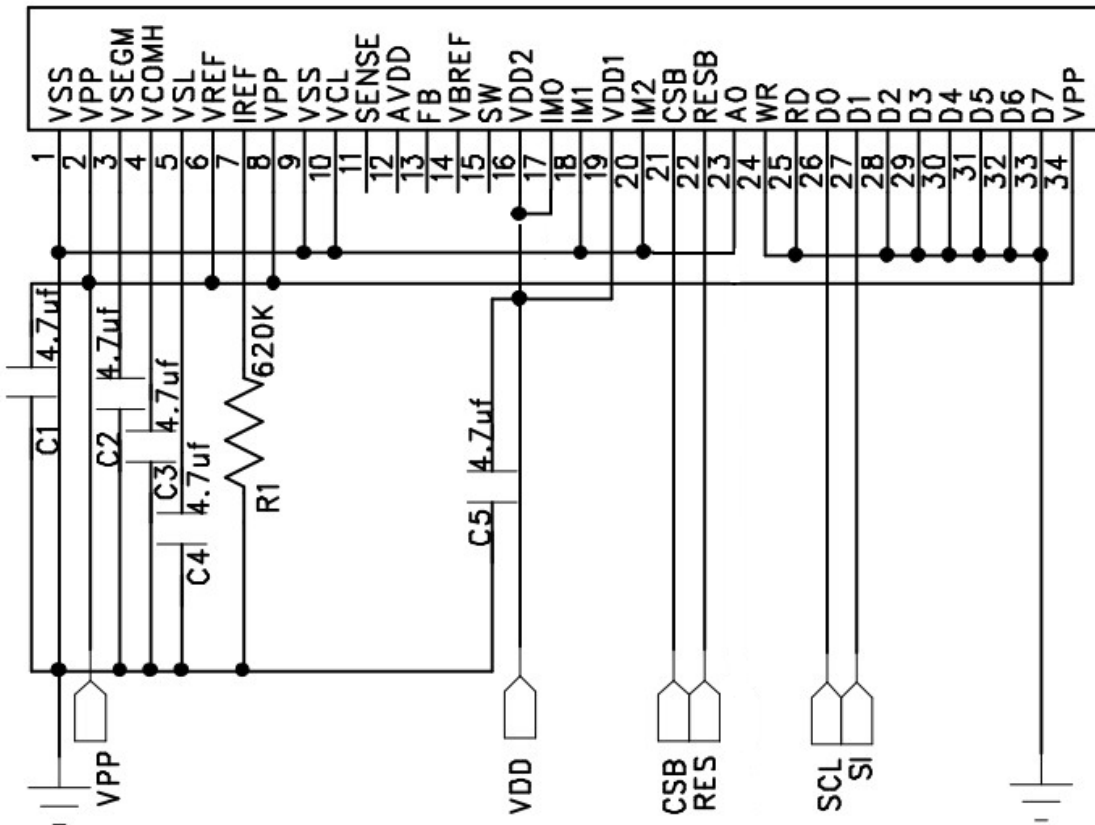 VSS
VPP
VSEGM
VCOMH
VSL
VREF
IREF
VPP
VSS
VCL
SENSE
AVDD
FB
VBREF
SW
VDD2
IM0
IM1
VDD1
IM2
CSB
RESB
A0
WR
RD
D0
D1
D2
D3
D4
D5
D6
D7
VPP
1
2
3
4
5
6
7
8
9
10
11
12
13
14
15
16
17
18
19
20
21
22
23
24
25
26
27
28
29
30
31
32
33
34
4.7uf
C1
4.7uf
C2
4.7uf
C3
4.7uf
C4
620K
R1
4.7uf
C5
VPP
VDD
CSB
RES
SCL
SI